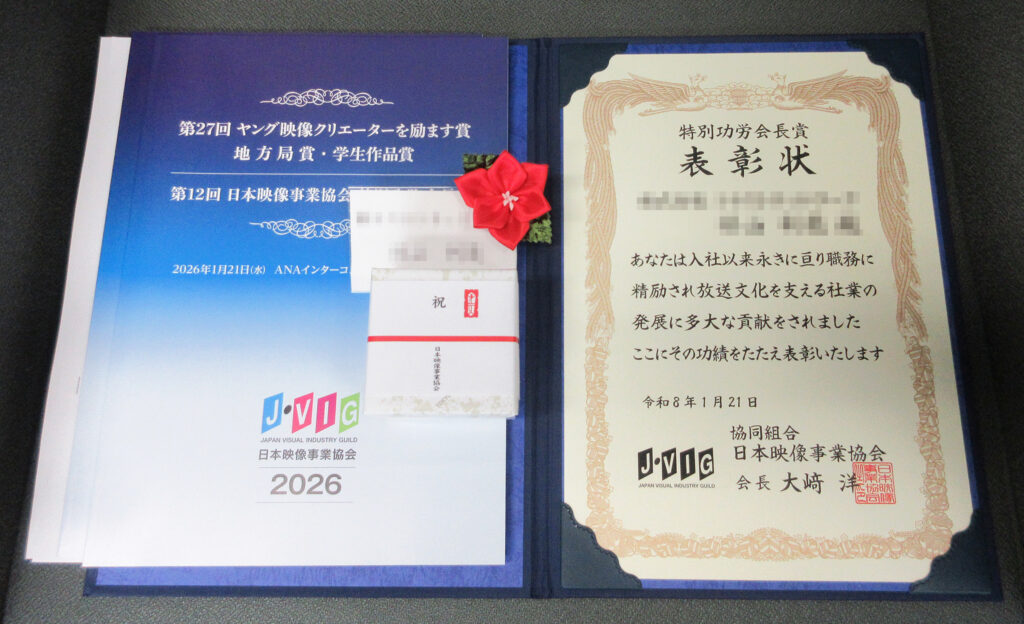 第27回 ヤング映像クリエーターを励ます賞
地方局賞・学生作品賞
第12回 日本映像事業協会
2026年1月21日(水) ANAインターコ
J・VIG
JAPAN VISUAL INDUSTRY GUILD
日本映像事業協会
2026
祝
日本映像事業協会
特別功労会長賞
表彰状
あなたは入社以来永きに亘り職務に
精励され放送文化を支える社業の
発展に多大な貢献をされました
ここにその功績をたたえ表彰いたします
令和8年1月21日
協同組合
日本映像事業協会
会長 大﨑 洋
J・VIG
JAPAN VISUAL INDUSTRY GUILD